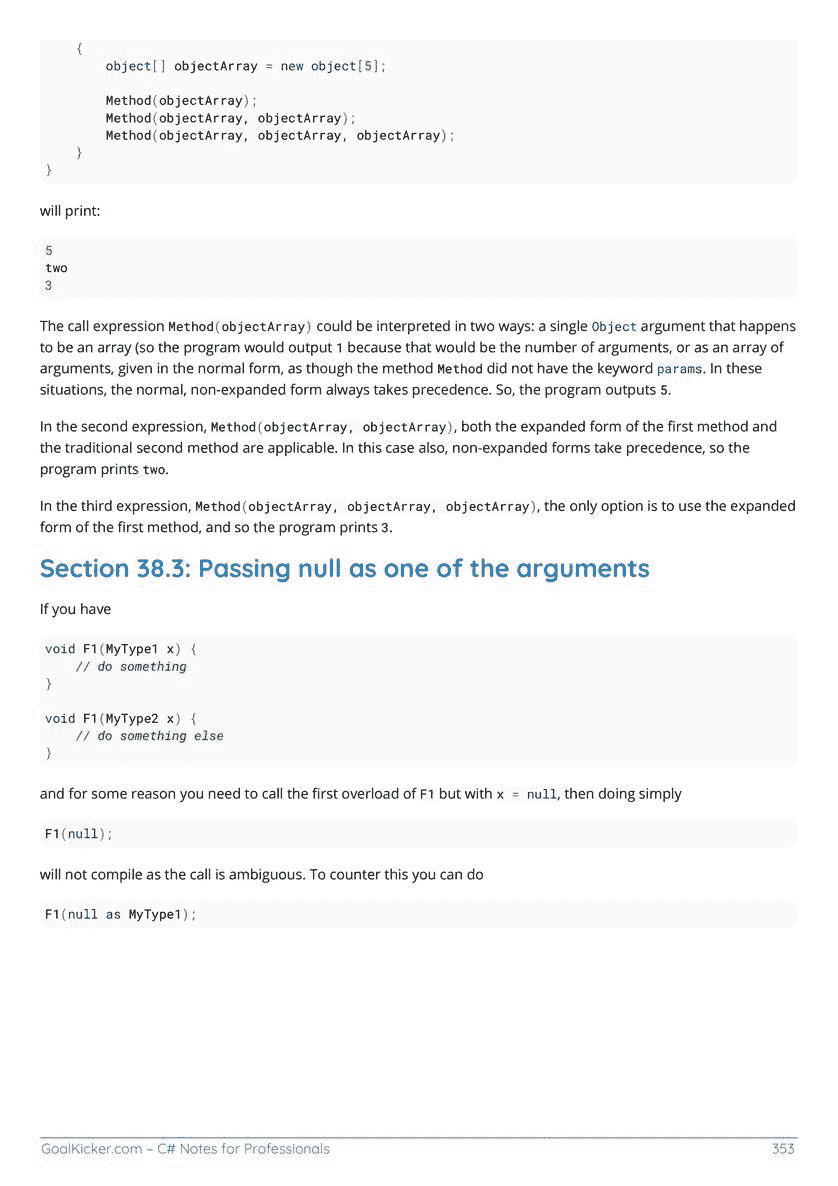 {
        object[] objectArray = new object[5];

        Method(objectArray);
        Method(objectArray, objectArray);
        Method(objectArray, objectArray, objectArray);
    }
}
will print:
5
two
3
The call expression Method(objectArray) could be interpreted in two ways: a single Object argument that happens
to be an array (so the program would output 1 because that would be the number of arguments, or as an array of
arguments, given in the normal form, as though the method Method did not have the keyword params. In these
situations, the normal, non-expanded form always takes precedence. So, the program outputs 5.
In the second expression, Method(objectArray, objectArray), both the expanded form of the first method and
the traditional second method are applicable. In this case also, non-expanded forms take precedence, so the
program prints two.
In the third expression, Method(objectArray, objectArray, objectArray), the only option is to use the expanded
form of the first method, and so the program prints 3.
Section 38.3: Passing null as one of the arguments
If you have
void F1(MyType1 x) {
    // do something
}

void F1(MyType2 x) {
    // do something else
}
and for some reason you need to call the first overload of F1 but with x = null, then doing simply
F1(null);
will not compile as the call is ambiguous. To counter this you can do
F1(null as MyType1);
GoalKicker.com – C# Notes for Professionals
353